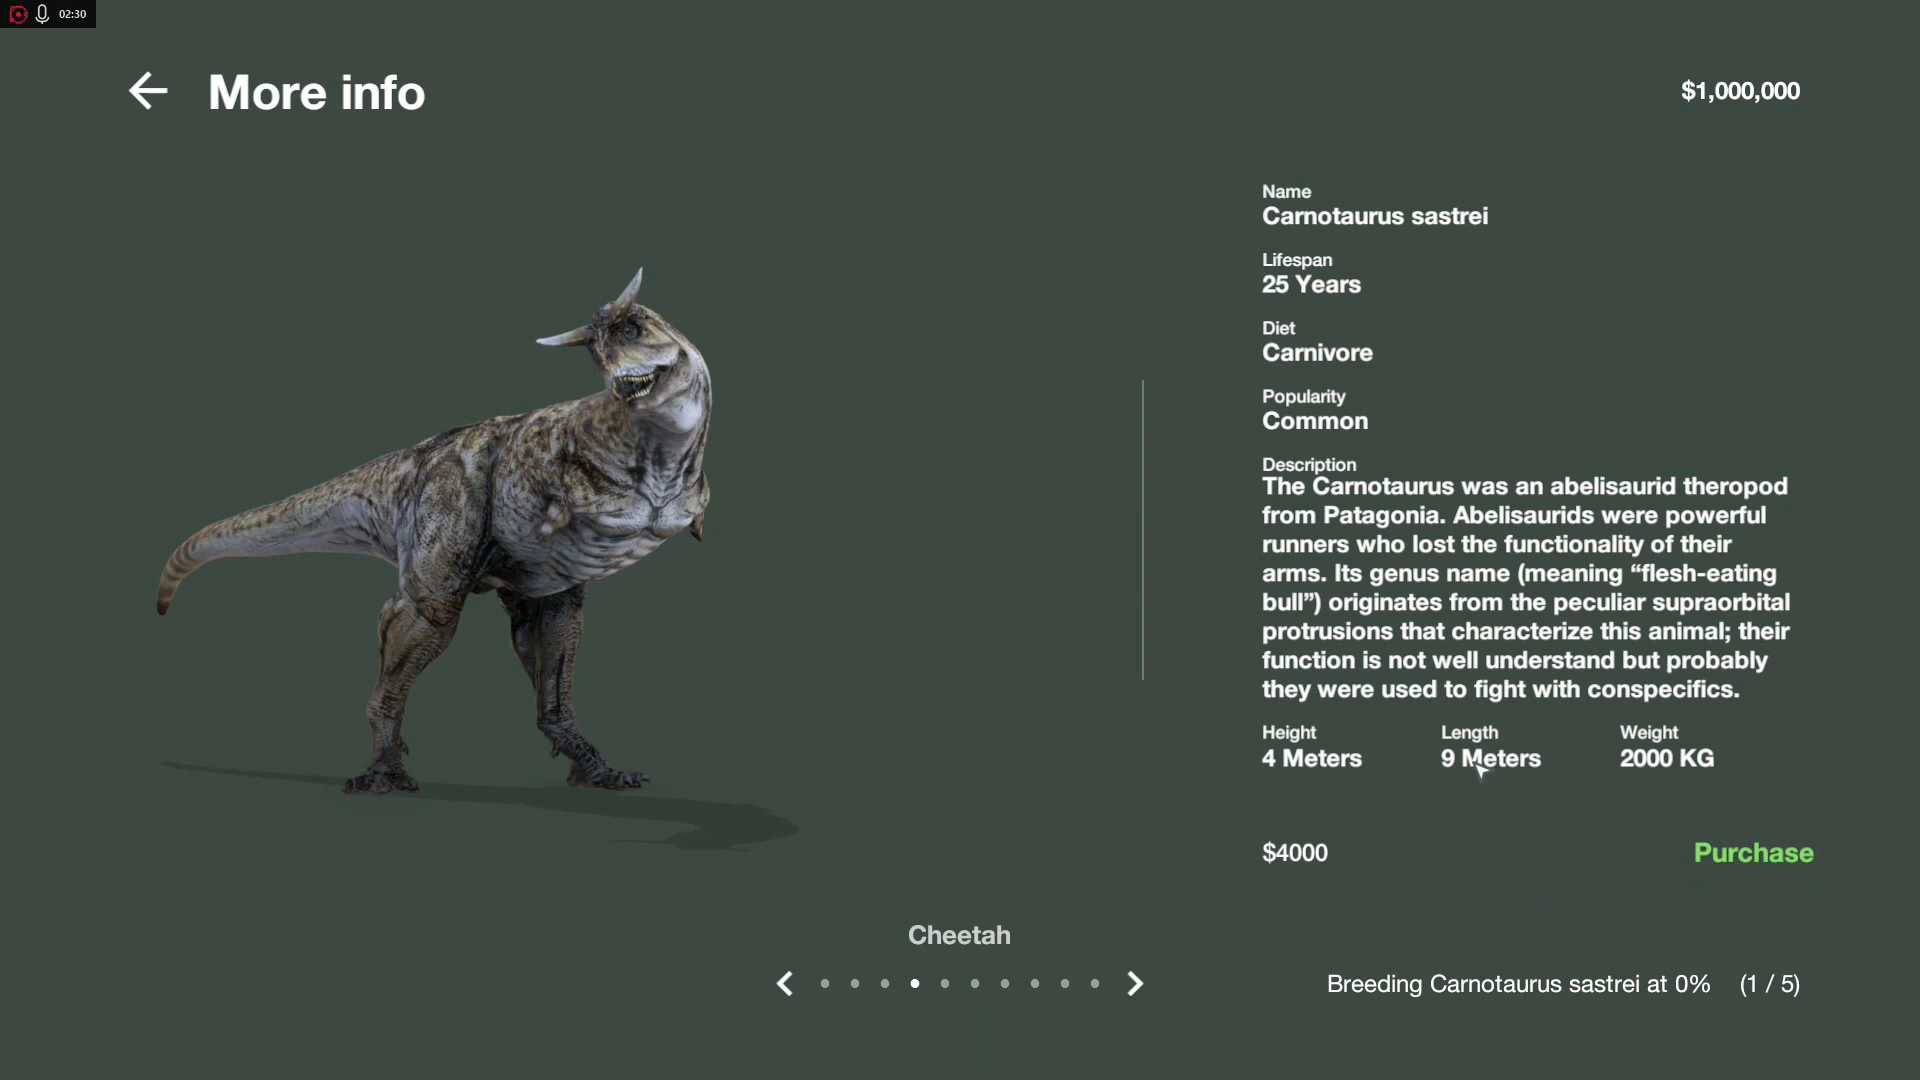 02:30
More info
$1,000,000
Name
Carnotaurus sastrei
Lifespan
25 Years
Diet
Carnivore
Popularity
Common
Description
The Carnotaurus was an abelisaurid theropod
from Patagonia. Abelisaurids were powerful
runners who lost the functionality of their
arms. Its genus name (meaning “flesh-eating
bull”) originates from the peculiar supraorbital
protrusions that characterize this animal; their
function is not well understand but probably
they were used to fight with conspecifics.
Height
4 Meters
Length
9 Meters
Weight
2000 KG
$4000
Purchase
Cheetah
Breeding Carnotaurus sastrei at 0% (1 / 5)